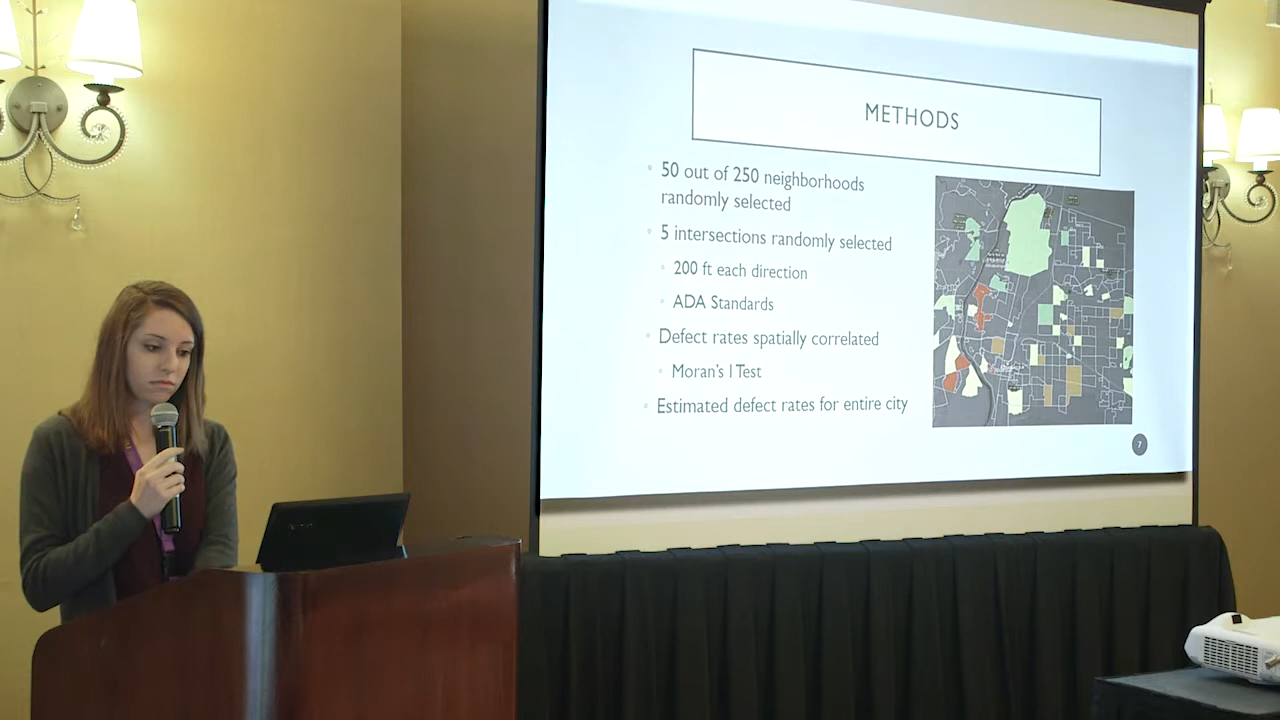 METHODS
50 out of 250 neighborhoods
randomly selected
5 intersections randomly selected
200 ft each direction
ADA Standards
Defect rates spatially correlated
Moran's I Test
Estimated defect rates for entire city
7